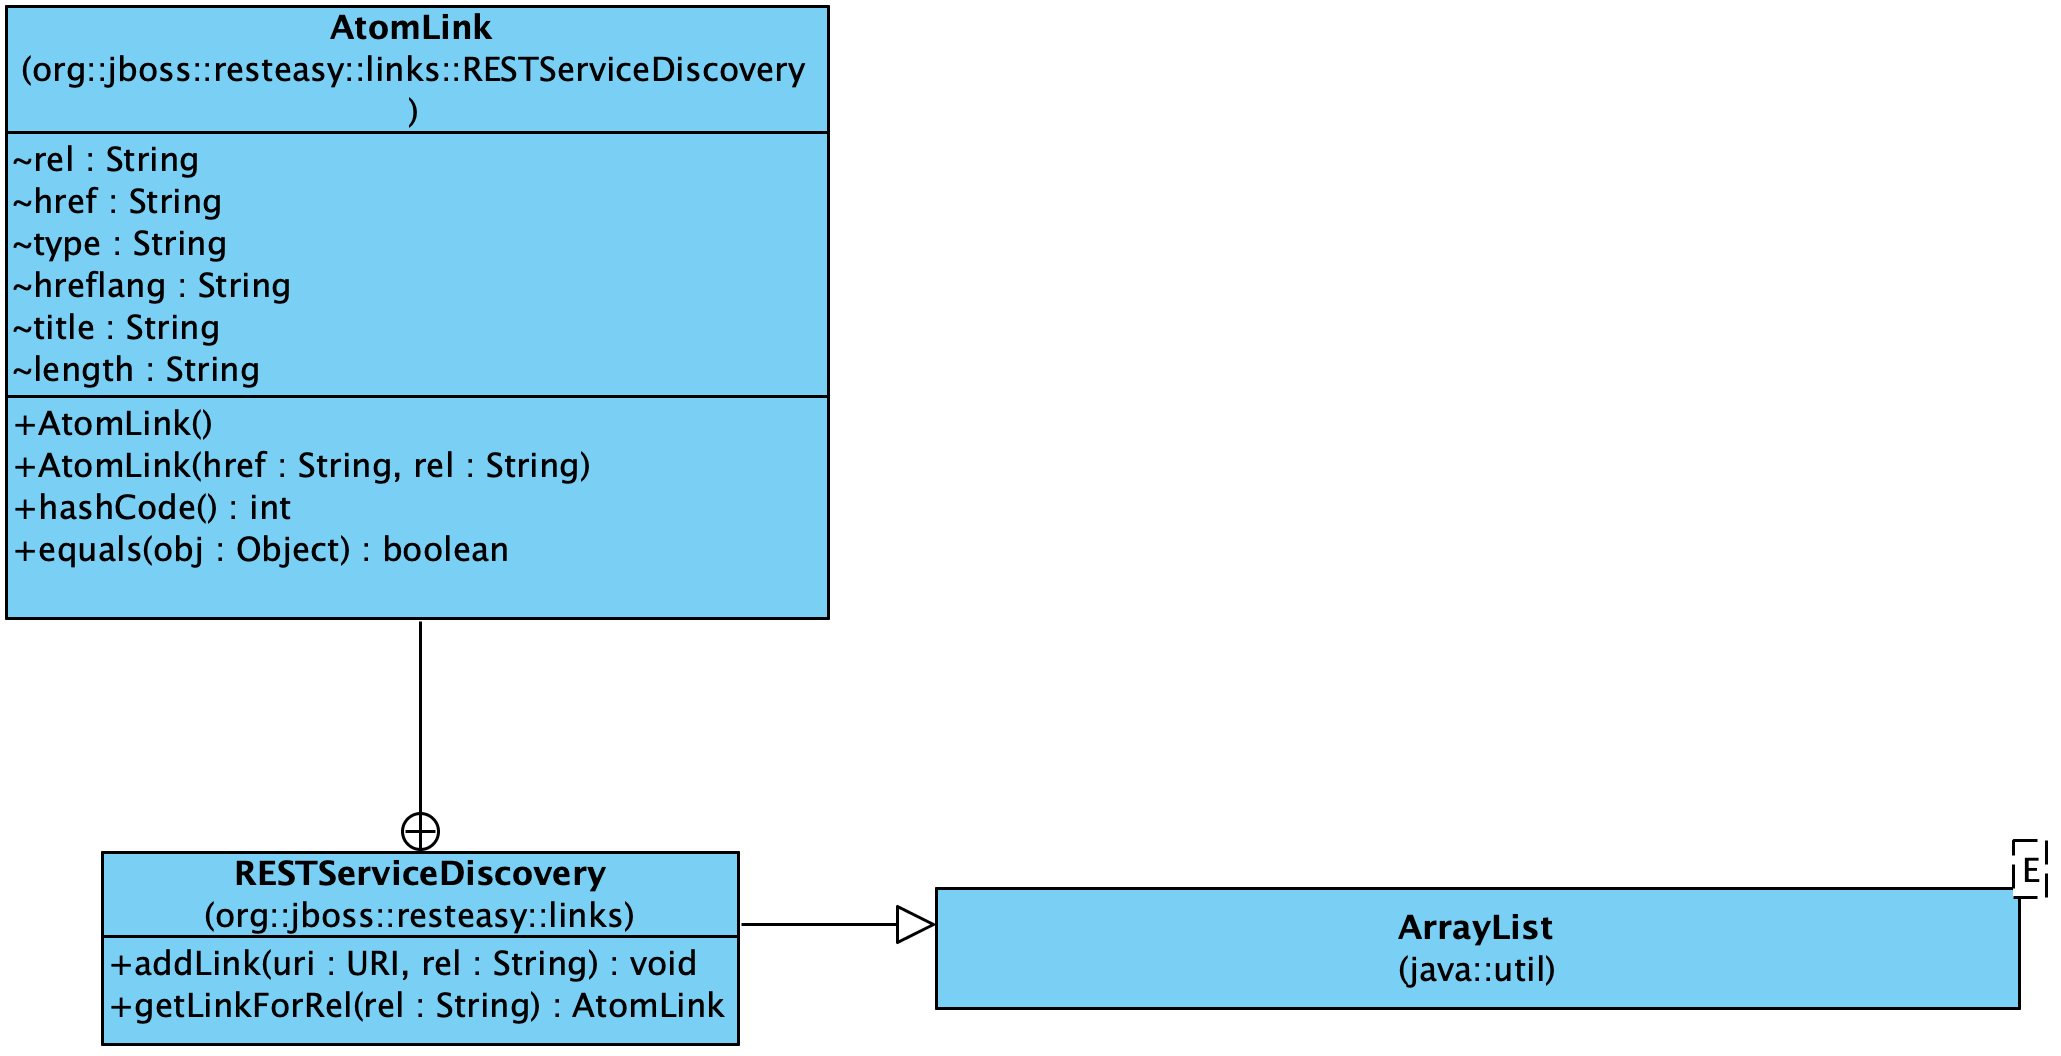 AtomLink
(org::jboss::resteasy::links::RESTServiceDiscovery
)
~rel : String
~href : String
~type : String
~hreflang : String
~title : String
~length : String
+AtomLink()
+AtomLink(href : String, rel : String)
+hashCode() : int
+equals(obj : Object) : boolean
RESTServiceDiscovery
(org::jboss::resteasy::links)
+addLink(uri : URI, rel : String) : void
+getLinkForRel(rel : String) : AtomLink
E
ArrayList
(java::util)